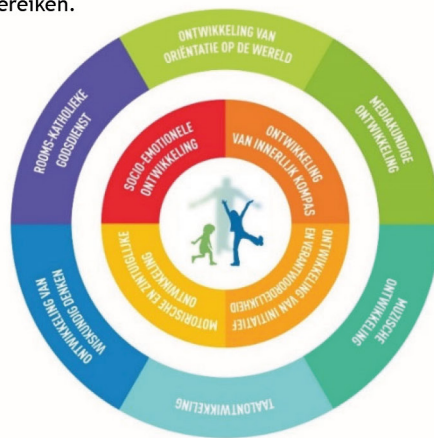 ereiken.
ONTWIKKELING VAN
ORIËNTATIE OP DE WERELD
MEDIAKUNDIGE
ONTWIKKELING
MUZISCHE
ONTWIKKELING
TAALONTWIKKELING
ONTWIKKELING VAN
WISKUNDIG DENKEN
ROOMS-KATHOLIEKE
GODSDIENST
SOCIO-EMOTIONELE
ONTWIKKELING
ONTWIKKELING
VAN INNERLIJK KOMPAS
ONTWIKKELING VAN INITIATIEF
EN VERANTWOORDELIJKHEID
MOTORISCHE EN ZINTUIGLIJKE
ONTWIKKELING